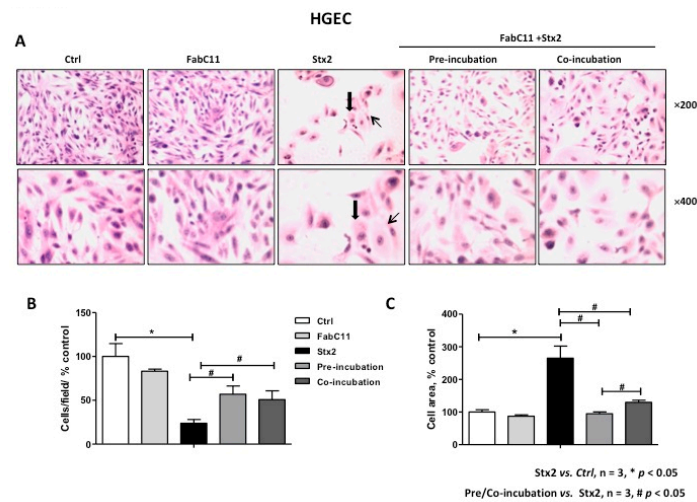 HGEC
A
FabC11 +Stx2
Ctrl
FabC11
Stx2
Pre-incubation
Co-incubation
×200
×400
B
Cells/field/ % control
150
100
50
0
*
#
#
Ctrl
FabC11
Stx2
Pre-incubation
Co-incubation
C
Cell area, % control
400
300
200
100
0
*
#
#
#
Stx2 vs. Ctrl, n = 3, * p < 0.05
Pre/Co-incubation vs. Stx2, n = 3, # p < 0.05